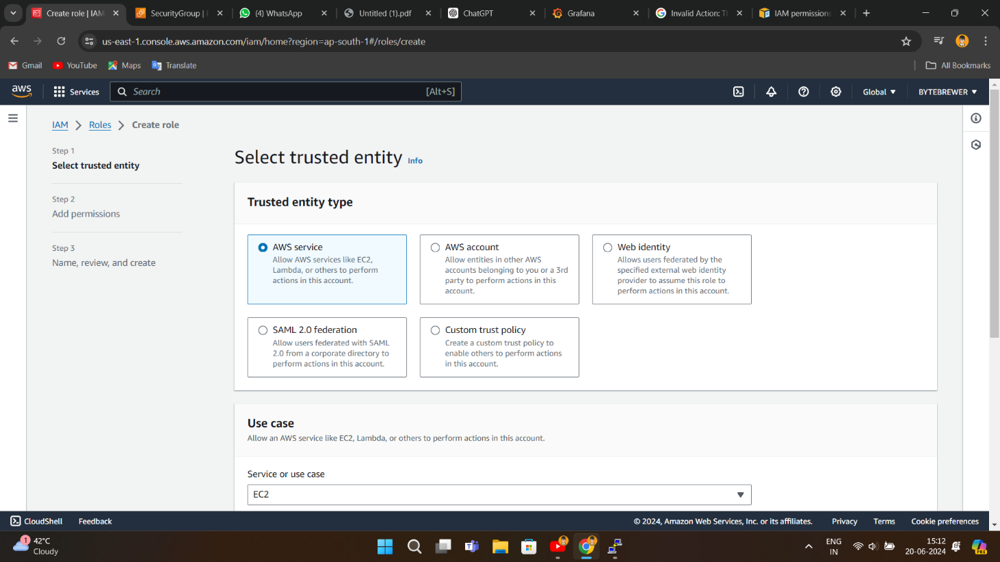 Create role | IAM
SecurityGroup | E
(4) WhatsApp
Untitled (1).pdf
ChatGPT
Grafana
Invalid Action: Tl
IAM permissions
us-east-1.console.aws.amazon.com/iam/home?region=ap-south-1#/roles/create
Gmail
YouTube
Maps
Translate
All Bookmarks
aws
Services
Search
[Alt+S]
Global
BYTEBREWER
IAM
Roles
Create role
Step 1
Select trusted entity
Step 2
Add permissions
Step 3
Name, review, and create
Select trusted entity Info
Trusted entity type
AWS service
Allow AWS services like EC2,
Lambda, or others to perform
actions in this account.
AWS account
Allow entities in other AWS
accounts belonging to you or a 3rd
party to perform actions in this
account.
Web identity
Allows users federated by the
specified external web identity
provider to assume this role to
perform actions in this account.
SAML 2.0 federation
Allow users federated with SAML
2.0 from a corporate directory to
perform actions in this account.
Custom trust policy
Create a custom trust policy to
enable others to perform actions
in this account.
Use case
Allow an AWS service like EC2, Lambda, or others to perform actions in this account.
Service or use case
EC2
CloudShell
Feedback
© 2024, Amazon Web Services, Inc. or its affiliates.
Privacy
Terms
Cookie preferences
1
42°C
Cloudy
ENG
IN
15:12
20-06-2024
PRE